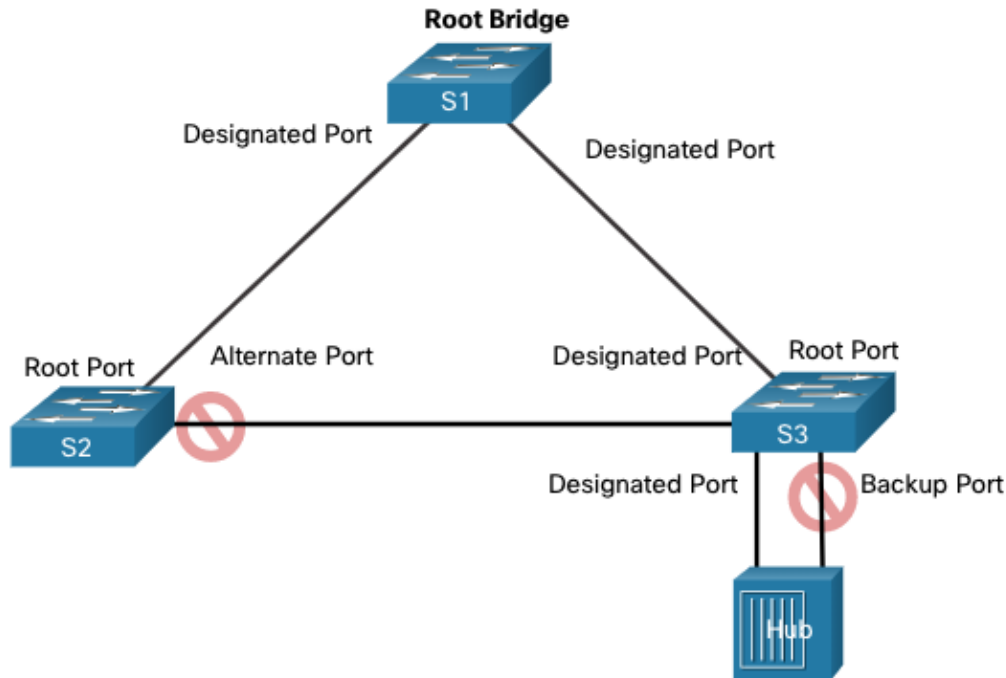 Root Bridge
S1
Designated Port
Designated Port
Root Port
Alternate Port
Designated Port
Root Port
S2
S3
Designated Port
Backup Port
Hub